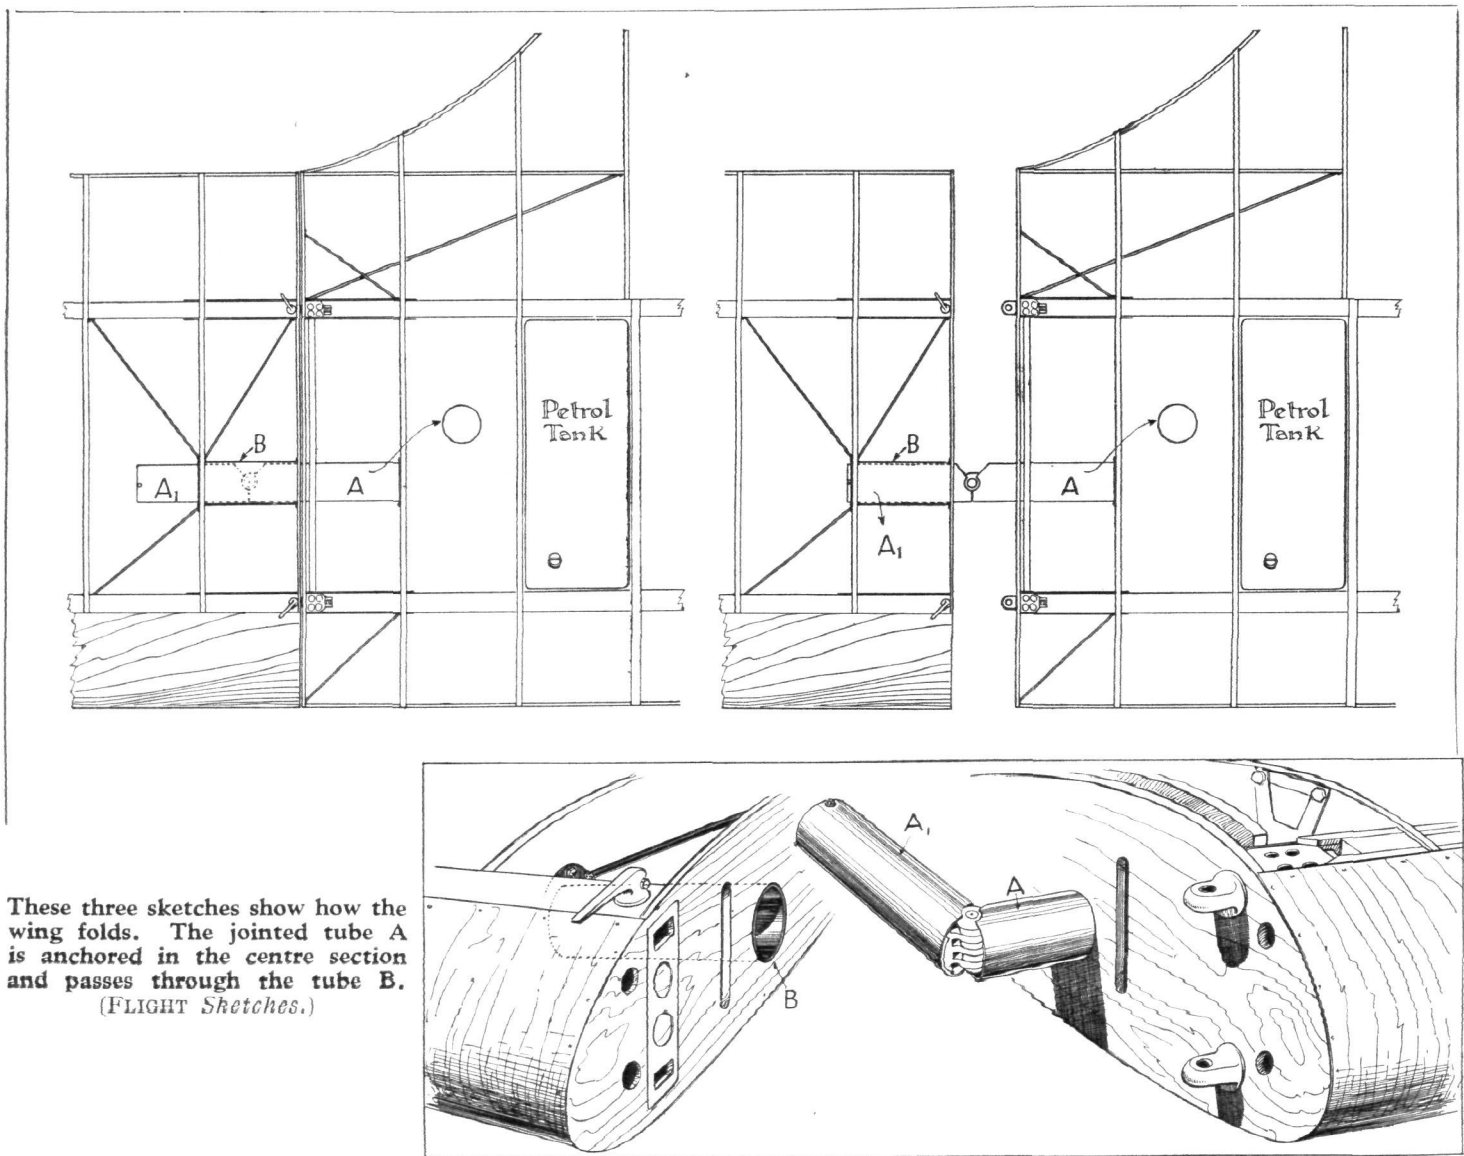 Petrol
Tank
B
A₁
A
Petrol
Tank
B
A
A₁
A₁
A
B
These three sketches show how the
wing folds. The jointed tube A
is anchored in the centre section
and passes through the tube B.
(FLIGHT Sketches.)